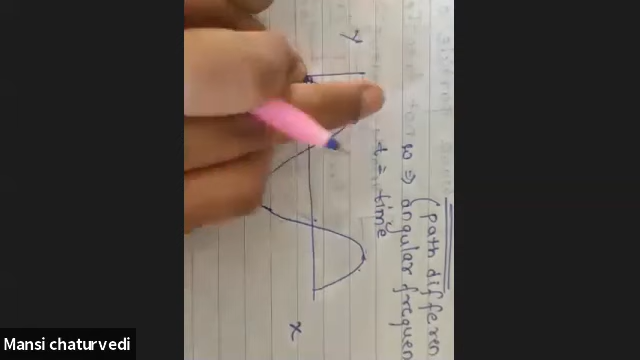 (path differen
w ⇒ angular frequen
t = time
y
x
Mansi chaturvedi